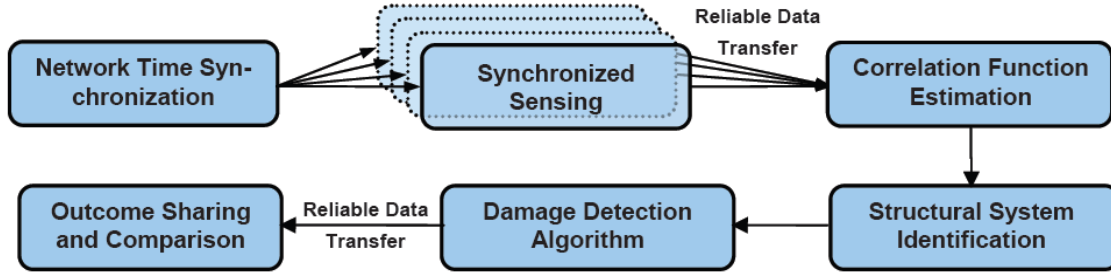 Network Time Syn-
chronization
Synchronized
Sensing
Reliable Data
Transfer
Correlation Function
Estimation
Outcome Sharing
and Comparison
Reliable Data
Transfer
Damage Detection
Algorithm
Structural System
Identification